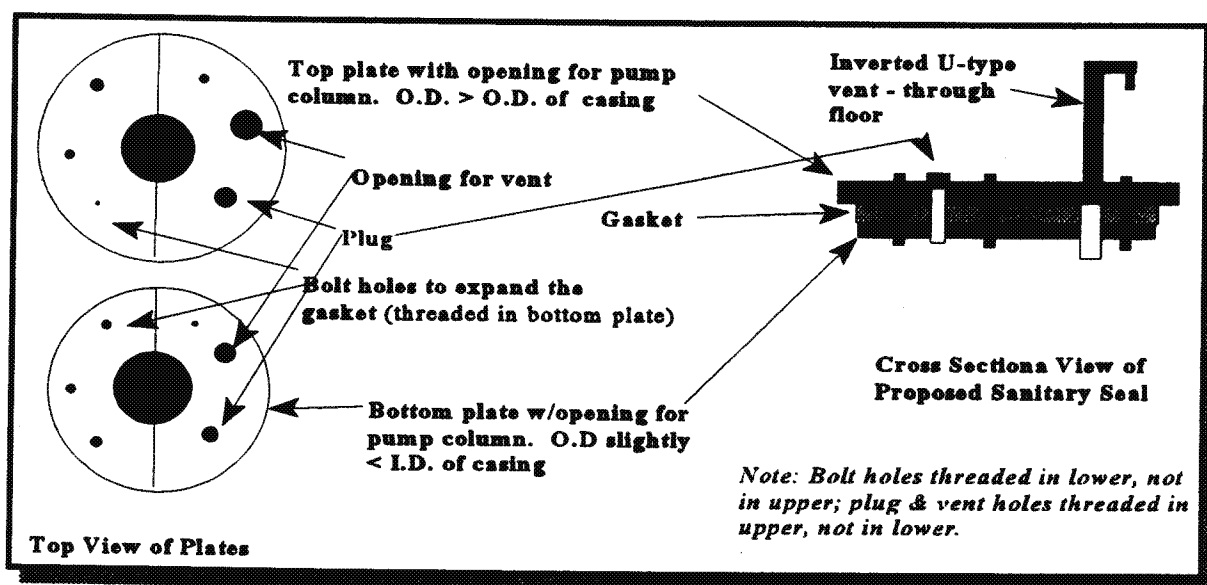 Top plate with opening for pump
column. O.D. > O.D. of casing
Inverted U-type
vent - through
floor
Opening for vent
Gasket
Plug
Bolt holes to expand the
gasket (threaded in bottom plate)
Cross Sectiona View of
Proposed Sanitary Seal
Bottom plate w/opening for
pump column. O.D slightly
< I.D. of casing
Note: Bolt holes threaded in lower, not
in upper; plug & vent holes threaded in
upper, not in lower.
Top View of Plates